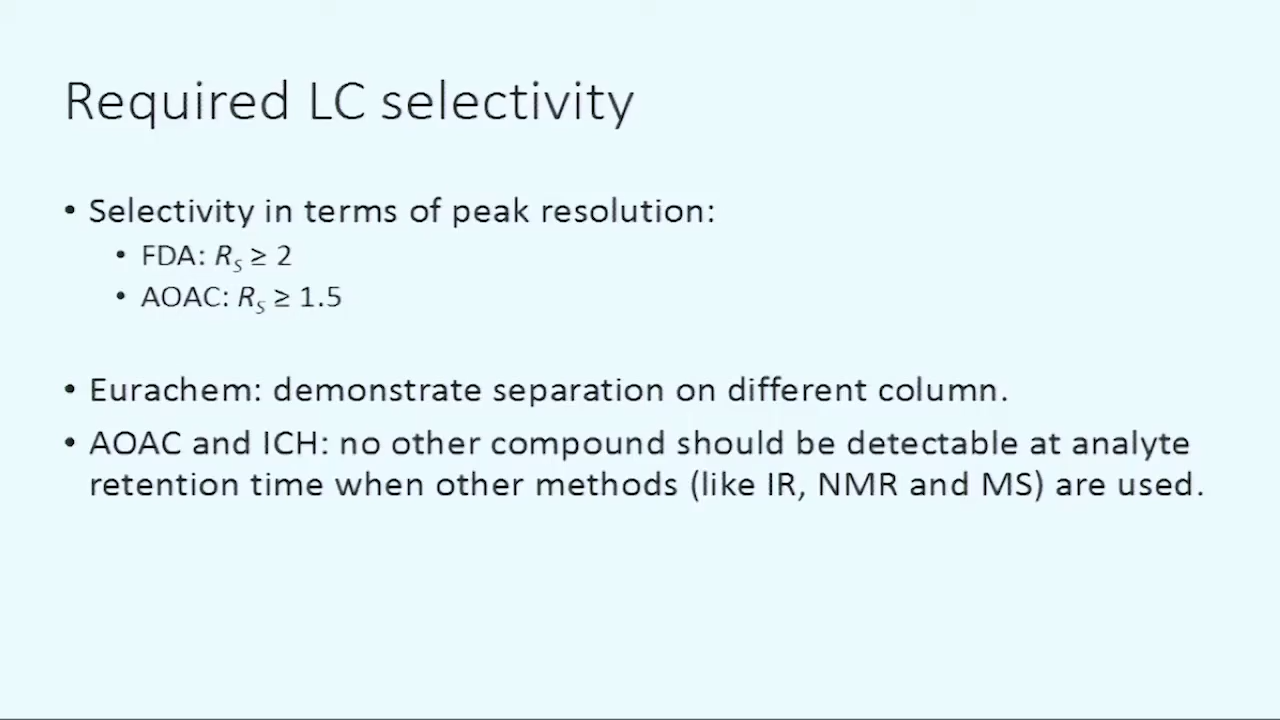 Required LC selectivity
• Selectivity in terms of peak resolution:
• FDA: R_S ≥ 2
• AOAC: R_S ≥ 1.5
• Eurachem: demonstrate separation on different column.
• AOAC and ICH: no other compound should be detectable at analyte
retention time when other methods (like IR, NMR and MS) are used.